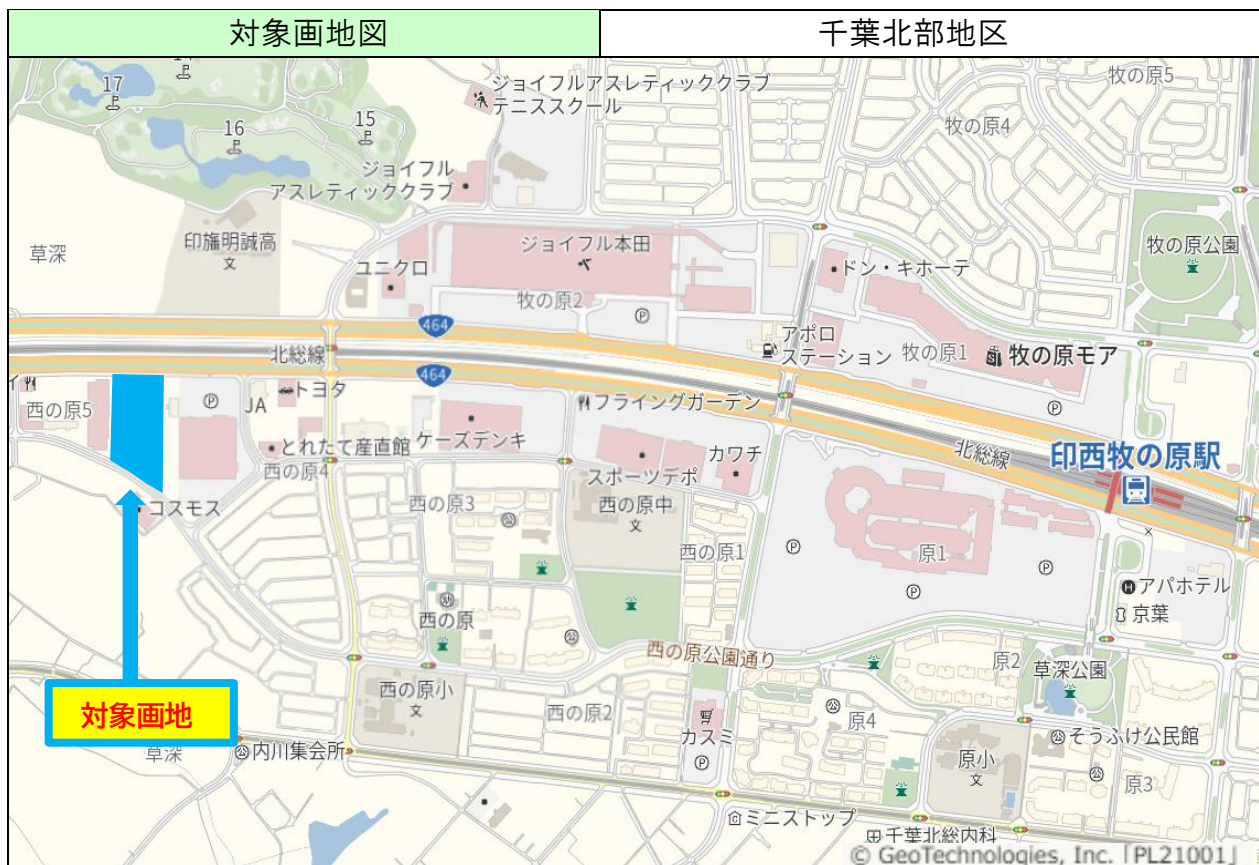 対象画地図
千葉北部地区
17
14
16
15
ジョイフルアスレティッククラブ
テニススクール
牧の原5
牧の原4
ジョイフル
アスレティッククラブ
草深
印旛明誠高
文
ジョイフル本田
ユニクロ
牧の原公園
ドン・キホーテ
牧の原2
P
464
北総線
アポロ
ステーション
牧の原1
牧の原モア
464
P
イ
西の原5
P
JA
トヨタ
フライングガーデン
北総線
印西牧の原駅
とれたて産直館
ケーズデンキ
カワチ
西の原4
スポーツデポ
コスモス
西の原3
公
西の原中
文
西の原1
P
原1
P
P
H
アパホテル
京葉
幼
西の原
公
西の原公園通り
原2
草深公園
対象画地
西の原小
文
西の原2
カスミ
P
公
原4
公そうふけ公民館
草深
公内川集会所
原小
文
公
原3
ミニストップ
千葉北総内科
© GeoTechnologies, Inc. [PL21001]